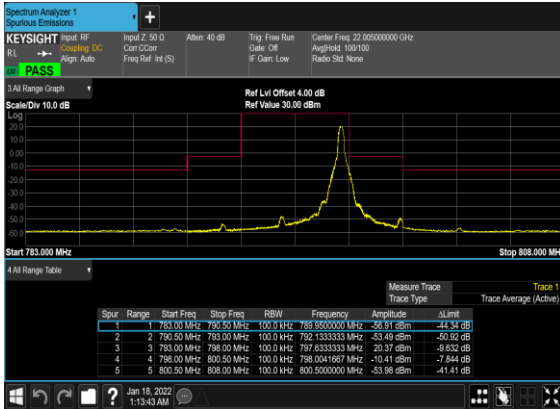 Spectrum Analyzer 1
Spurious Emissions
+
KEYSIGHT Input: RF Input Z: 50 Ω Atten: 40 dB Trig: Free Run Center Freq: 22.005000000 GHz
RL Coupling: DC Corr CCorr Gate: Off Avg|Hold: 100/100
Align: Auto Freq Ref: Int (S) IF Gain: Low Radio Std: None
PASS
3 All Range Graph Ref Lvl Offset 4.00 dB
Scale/Div 10.0 dB Ref Value 30.00 dBm
Log
20.0
10.0
0.00
-10.0
-20.0
-30.0
-40.0
-50.0
-60.0
Start 783.000 MHz Stop 808.000 MH
4 All Range Table
Measure Trace Trace 1
Trace Type Trace Average (Active)
Spur Range Start Freq Stop Freq RBW Frequency Amplitude ΔLimit
1 1 783.00 MHz 790.50 MHz 100.0 kHz 789.9500000 MHz -56.91 dBm -44.34 dB
2 2 790.50 MHz 793.00 MHz 100.0 kHz 792.1333333 MHz -53.49 dBm -50.92 dB
3 3 793.00 MHz 798.00 MHz 100.0 kHz 797.6333333 MHz 20.37 dBm -9.632 dB
4 4 798.00 MHz 800.50 MHz 100.0 kHz 798.0041667 MHz -10.41 dBm -7.844 dB
5 5 800.50 MHz 808.00 MHz 100.0 kHz 800.5000000 MHz -53.98 dBm -41.41 dB
? Jan 18, 2022
1:13:43 AM